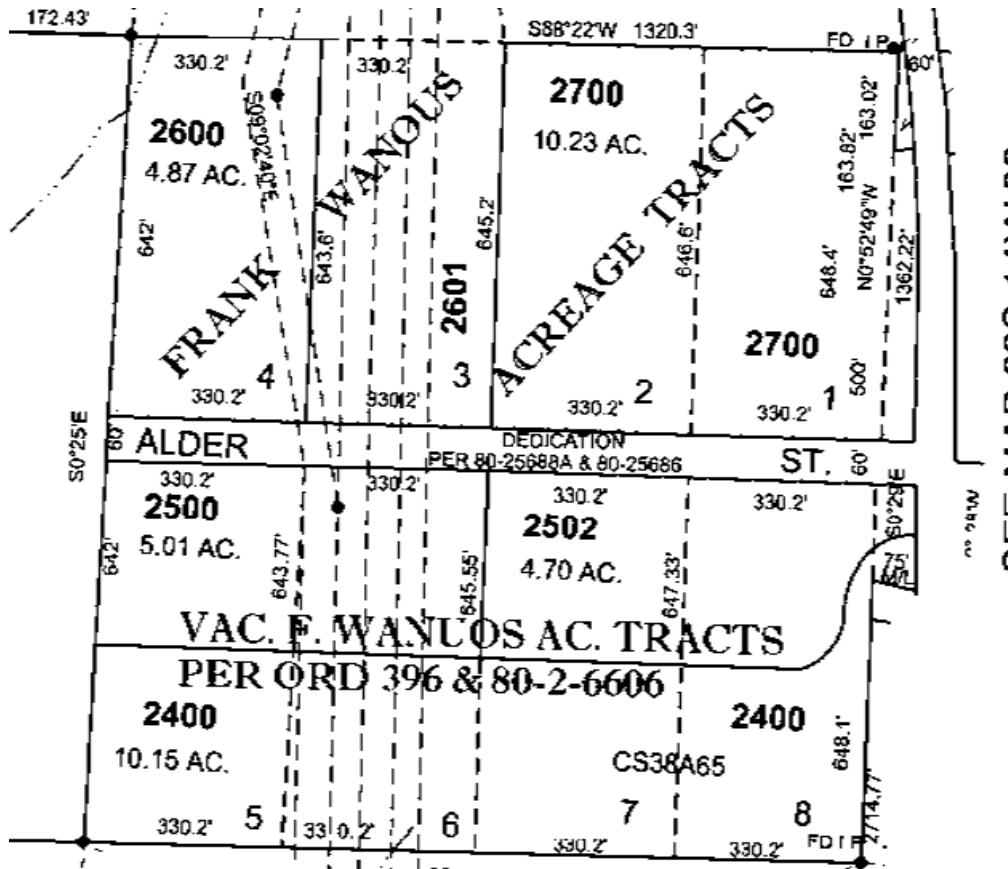 172.43'
S88°22'W 1320.3'
FD I P
60'
330.2'
330.2'
2600
4.87 AC.
S09°02'40"E
2700
10.23 AC.
163.02'
163.82'
FRANK WANOUS
ACREAGE TRACTS
642'
643.6'
645.2'
646.6'
648.4'
N0°52'49"W
1362.22'
2601
2700
500'
4
3
2
1
330.2'
330.2'
330.2'
330.2'
S0°25'E
60'
ALDER
DEDICATION
PER 80-25688A & 80-25686
ST.
60'
S0°29'E
330.2'
330.2'
330.2'
330.2'
2500
5.01 AC.
2502
4.70 AC.
642'
643.77'
645.55'
647.33'
75'
M/L
VAC. F. WANUOS AC. TRACTS
PER ORD 396 & 80-2-6606
2400
10.15 AC.
2400
CS38A65
648.1'
2714.77'
5
6
7
8
330.2'
330.2'
330.2'
330.2'
FD I P